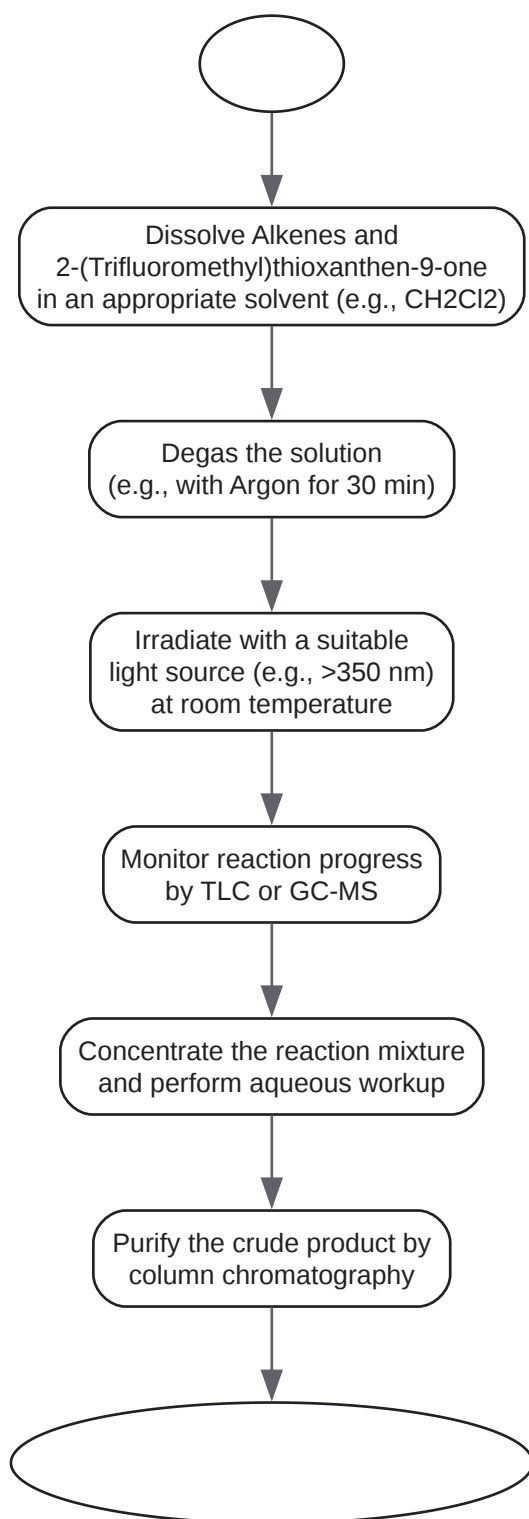 Dissolve Alkenes and
2-(Trifluoromethyl)thioxanthen-9-one
in an appropriate solvent (e.g., CH2Cl2)
Degas the solution
(e.g., with Argon for 30 min)
Irradiate with a suitable
light source (e.g., >350 nm)
at room temperature
Monitor reaction progress
by TLC or GC-MS
Concentrate the reaction mixture
and perform aqueous workup
Purify the crude product by
column chromatography